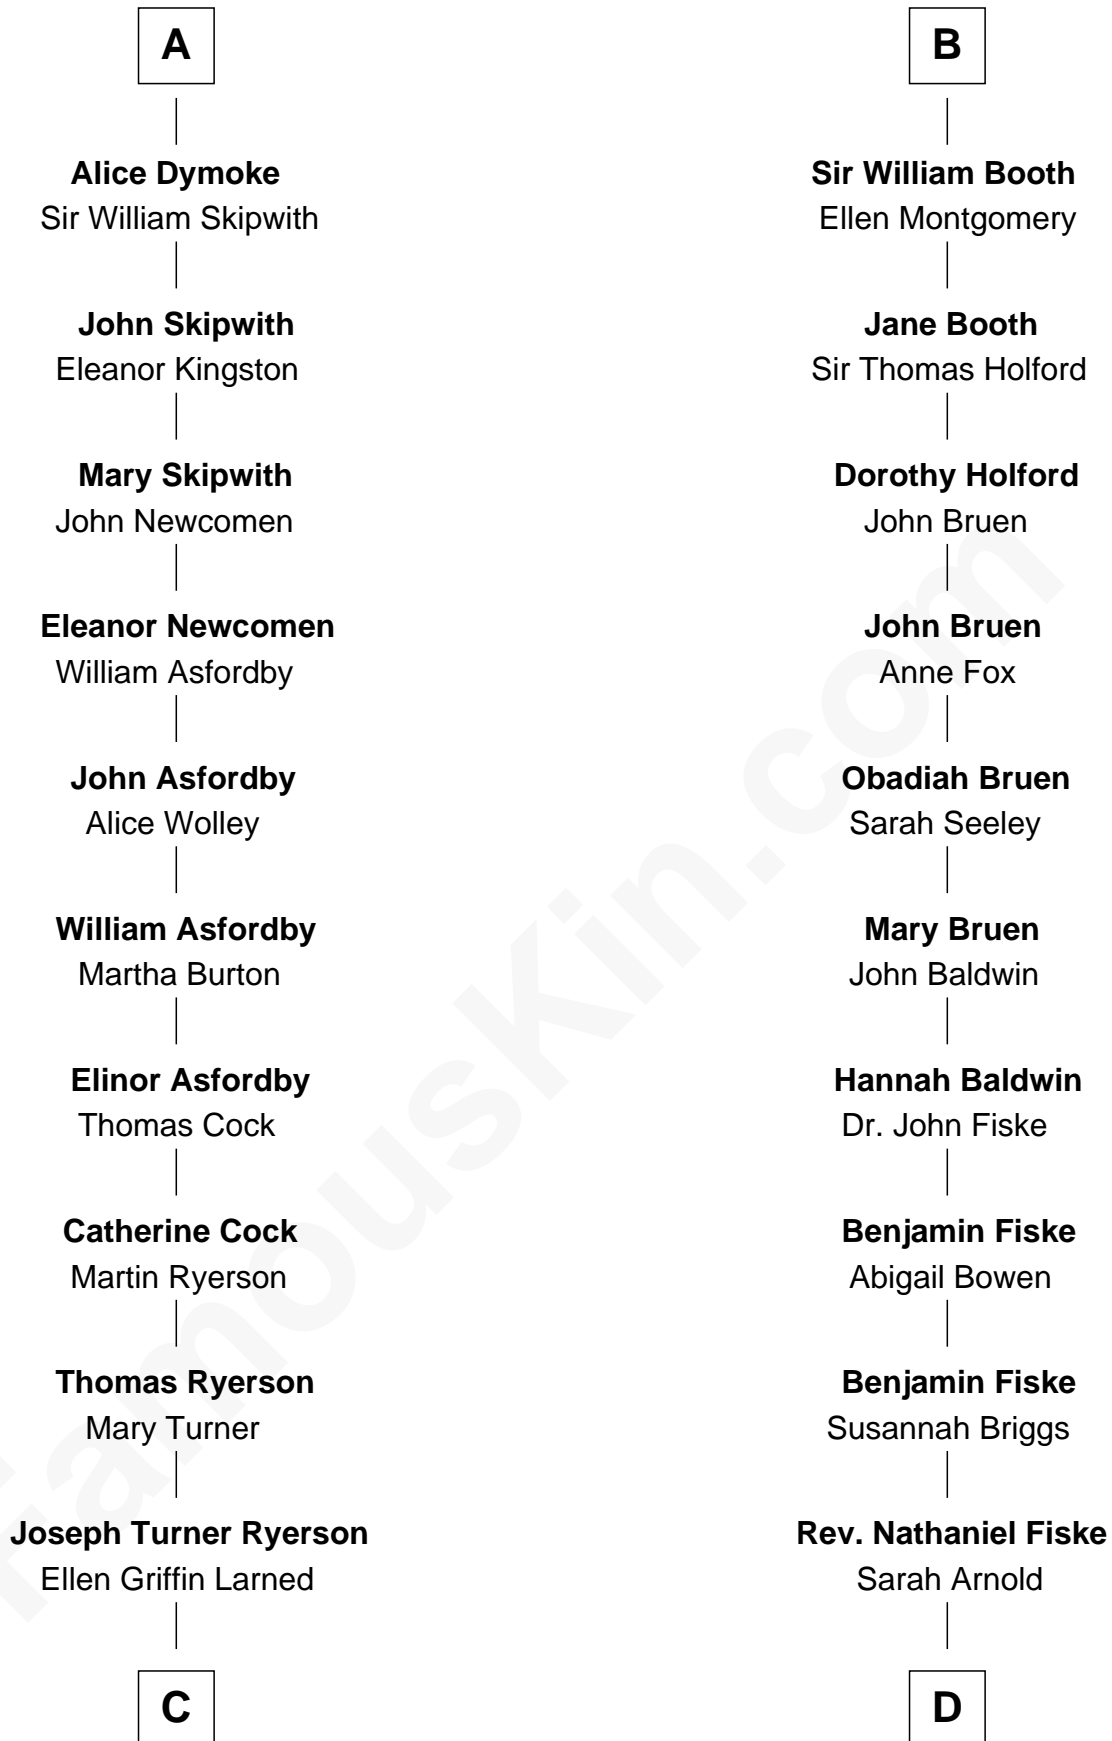 A
Alice Dymoke
Sir William Skipwith
John Skipwith
Eleanor Kingston
Mary Skipwith
John Newcomen
Eleanor Newcomen
William Asfordby
John Asfordby
Alice Wolley
William Asfordby
Martha Burton
Elinor Asfordby
Thomas Cock
Catherine Cock
Martin Ryerson
Thomas Ryerson
Mary Turner
Joseph Turner Ryerson
Ellen Griffin Larned
C
B
Sir William Booth
Ellen Montgomery
Jane Booth
Sir Thomas Holford
Dorothy Holford
John Bruen
John Bruen
Anne Fox
Obadiah Bruen
Sarah Seeley
Mary Bruen
John Baldwin
Hannah Baldwin
Dr. John Fiske
Benjamin Fiske
Abigail Bowen
Benjamin Fiske
Susannah Briggs
Rev. Nathaniel Fiske
Sarah Arnold
D
FamousKin.com